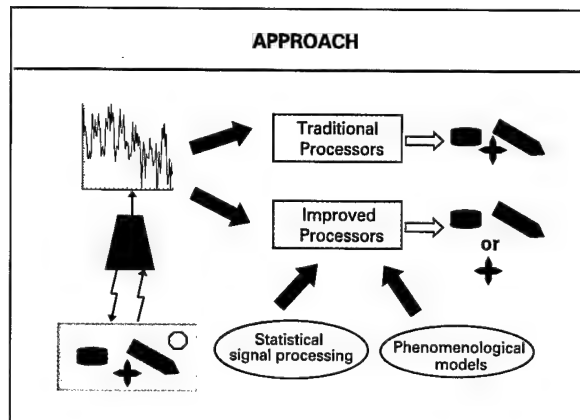 APPROACH
Traditional
Processors
Improved
Processors
or
Statistical
signal processing
Phenomenological
models